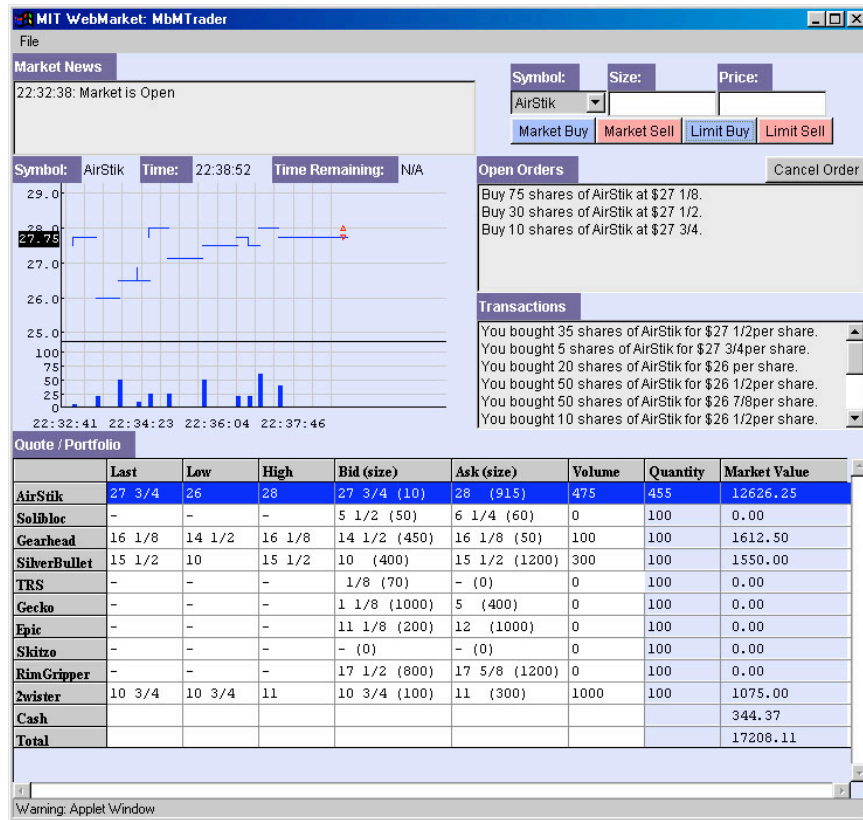 MIT WebMarket: MbMTrader
File
Market News
22:32:38: Market is Open
Symbol: Size: Price:
AirStik
Market Buy Market Sell Limit Buy Limit Sell
Symbol: AirStik Time: 22:38:52 Time Remaining: N/A
29.0
28.0
27.75
27.0
26.0
25.0
100
75
50
25
0
22:32:41 22:34:23 22:36:04 22:37:46
Open Orders Cancel Order
Buy 75 shares of AirStik at $27 1/8.
Buy 30 shares of AirStik at $27 1/2.
Buy 10 shares of AirStik at $27 3/4.
Transactions
You bought 35 shares of AirStik for $27 1/2per share.
You bought 5 shares of AirStik for $27 3/4per share.
You bought 20 shares of AirStik for $26 per share.
You bought 50 shares of AirStik for $26 1/2per share.
You bought 50 shares of AirStik for $26 7/8per share.
You bought 10 shares of AirStik for $26 1/2per share.
Quote / Portfolio
Last Low High Bid (size) Ask (size) Volume Quantity Market Value
AirStik 27 3/4 26 28 27 3/4 (10) 28 (915) 475 455 12626.25
Solibloc - - - 5 1/2 (50) 6 1/4 (60) 0 100 0.00
Gearhead 16 1/8 14 1/2 16 1/8 14 1/2 (450) 16 1/8 (50) 100 100 1612.50
SilverBullet 15 1/2 10 15 1/2 10 (400) 15 1/2 (1200) 300 100 1550.00
TRS - - - 1/8 (70) - (0) 0 100 0.00
Gecko - - - 1 1/8 (1000) 5 (400) 0 100 0.00
Epic - - - 11 1/8 (200) 12 (1000) 0 100 0.00
Skitzo - - - - (0) - (0) 0 100 0.00
RimGripper - - - 17 1/2 (800) 17 5/8 (1200) 0 100 0.00
2wister 10 3/4 10 3/4 11 10 3/4 (100) 11 (300) 1000 100 1075.00
Cash 344.37
Total 17208.11
Warning: Applet Window